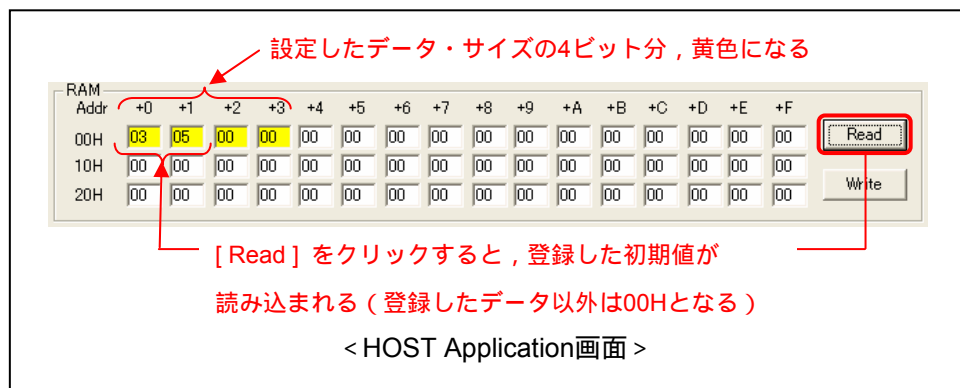 設定したデータ・サイズの4ビット分，黄色になる
RAM
Addr +0 +1 +2 +3 +4 +5 +6 +7 +8 +9 +A +B +C +D +E +F
00H 03 05 00 00 00 00 00 00 00 00 00 00 00 00 00 00 Read
10H 00 00 00 00 00 00 00 00 00 00 00 00 00 00 00 00
20H 00 00 00 00 00 00 00 00 00 00 00 00 00 00 00 00 Write
[ Read ] をクリックすると，登録した初期値が
読み込まれる（登録したデータ以外は00Hとなる）
＜HOST Application画面＞